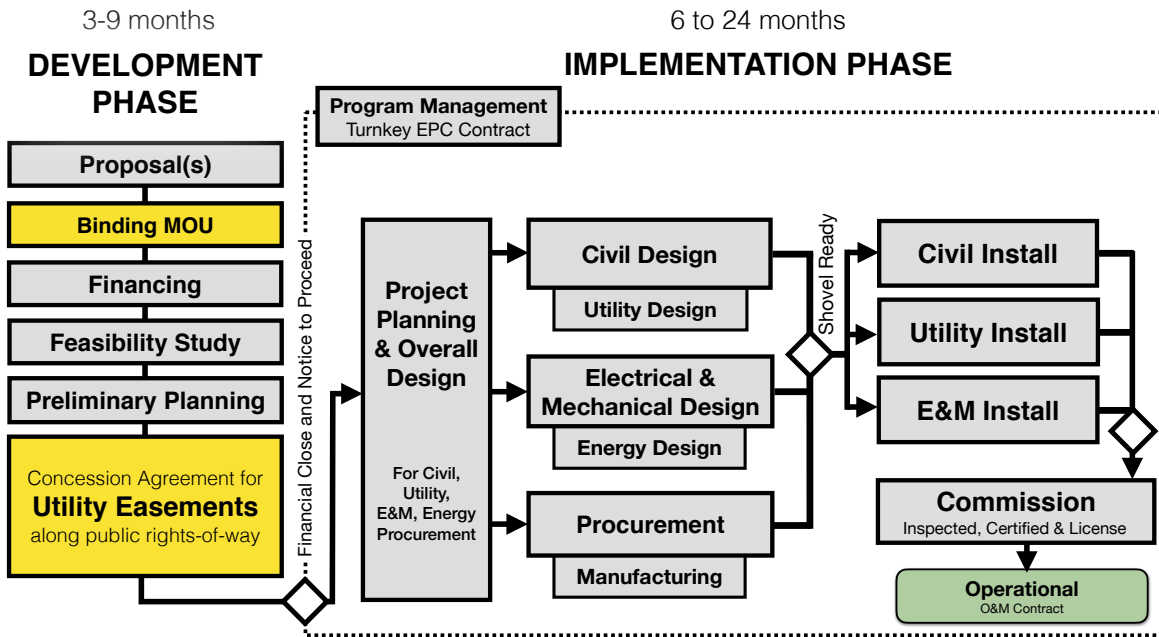 3-9 months
DEVELOPMENT
PHASE
Proposal(s)
Binding MOU
Financing
Feasibility Study
Preliminary Planning
Concession Agreement for
Utility Easements
along public rights-of-way
Financial Close and Notice to Proceed
6 to 24 months
IMPLEMENTATION PHASE
Program Management
Turnkey EPC Contract
Project
Planning
& Overall
Design
For Civil,
Utility,
E&M, Energy
Procurement
Civil Design
Utility Design
Electrical &
Mechanical Design
Energy Design
Procurement
Manufacturing
Shovel Ready
Civil Install
Utility Install
E&M Install
Commission
Inspected, Certified & License
Operational
O&M Contract